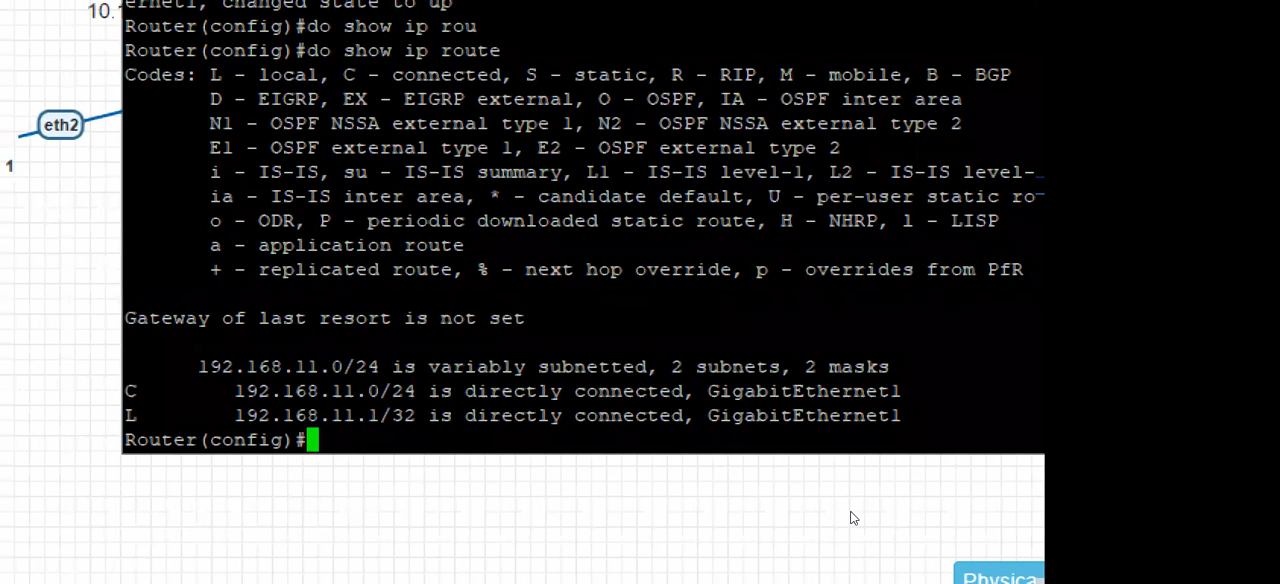 ernet1, changed state to up
10.
Router(config)#do show ip rou
Router(config)#do show ip route
Codes: L - local, C - connected, S - static, R - RIP, M - mobile, B - BGP
D - EIGRP, EX - EIGRP external, O - OSPF, IA - OSPF inter area
N1 - OSPF NSSA external type 1, N2 - OSPF NSSA external type 2
E1 - OSPF external type 1, E2 - OSPF external type 2
i - IS-IS, su - IS-IS summary, L1 - IS-IS level-1, L2 - IS-IS level-
ia - IS-IS inter area, * - candidate default, U - per-user static ro
o - ODR, P - periodic downloaded static route, H - NHRP, l - LISP
a - application route
+ - replicated route, % - next hop override, p - overrides from PfR
Gateway of last resort is not set
192.168.11.0/24 is variably subnetted, 2 subnets, 2 masks
C 192.168.11.0/24 is directly connected, GigabitEthernet1
L 192.168.11.1/32 is directly connected, GigabitEthernet1
Router(config)#
eth2
1
Physica